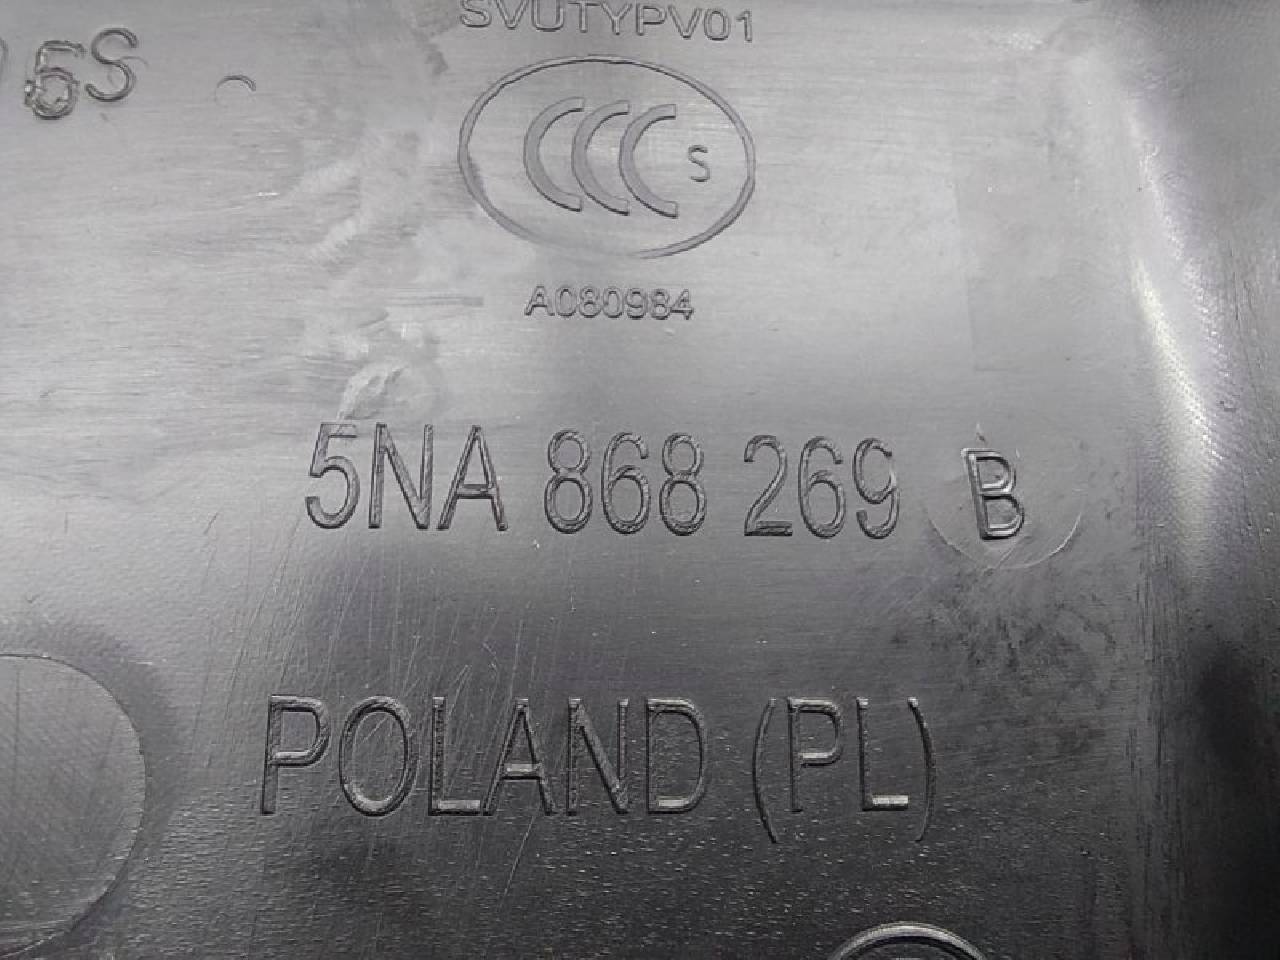 SVUTYPV01
CCC S
A080984
5NA 868 269 B
POLAND (PL)